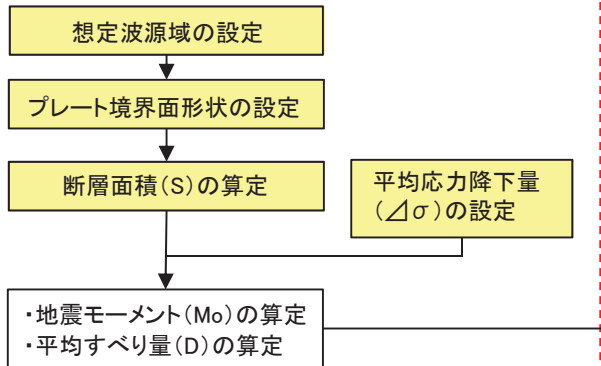 想定波源域の設定
プレート境界面形状の設定
断層面積(S)の算定
平均応力降下量
(⊿σ)の設定
・地震モーメント(Mo)の算定
・平均すべり量(D)の算定